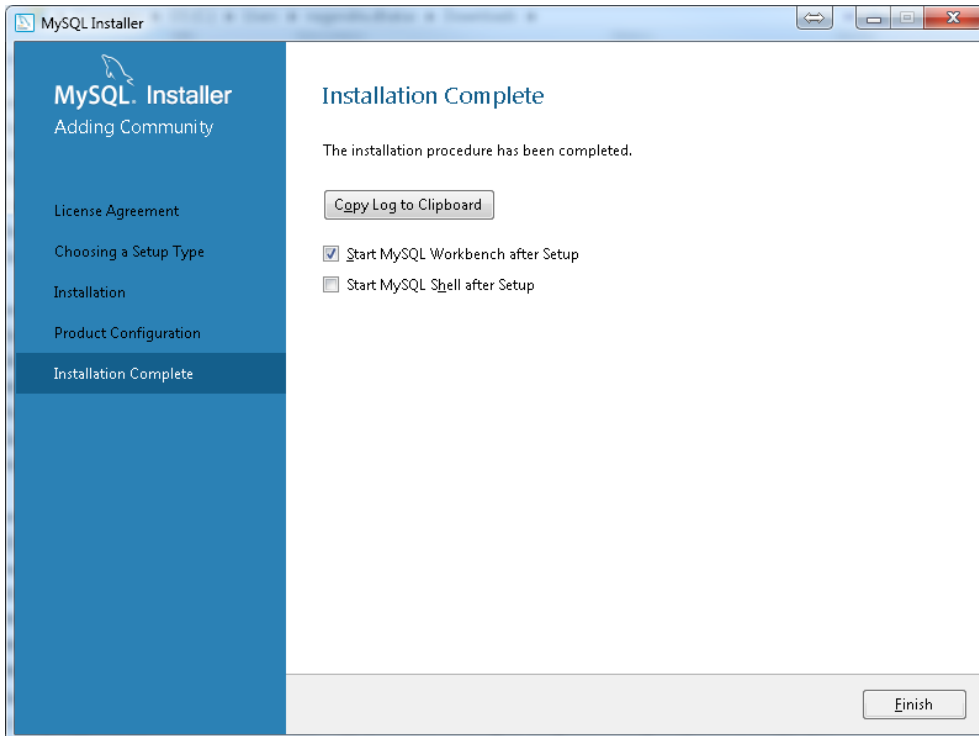 MySQL Installer
MySQL. Installer
Adding Community
License Agreement
Choosing a Setup Type
Installation
Product Configuration
Installation Complete
Installation Complete
The installation procedure has been completed.
Copy Log to Clipboard
Start MySQL Workbench after Setup
Start MySQL Shell after Setup
Finish